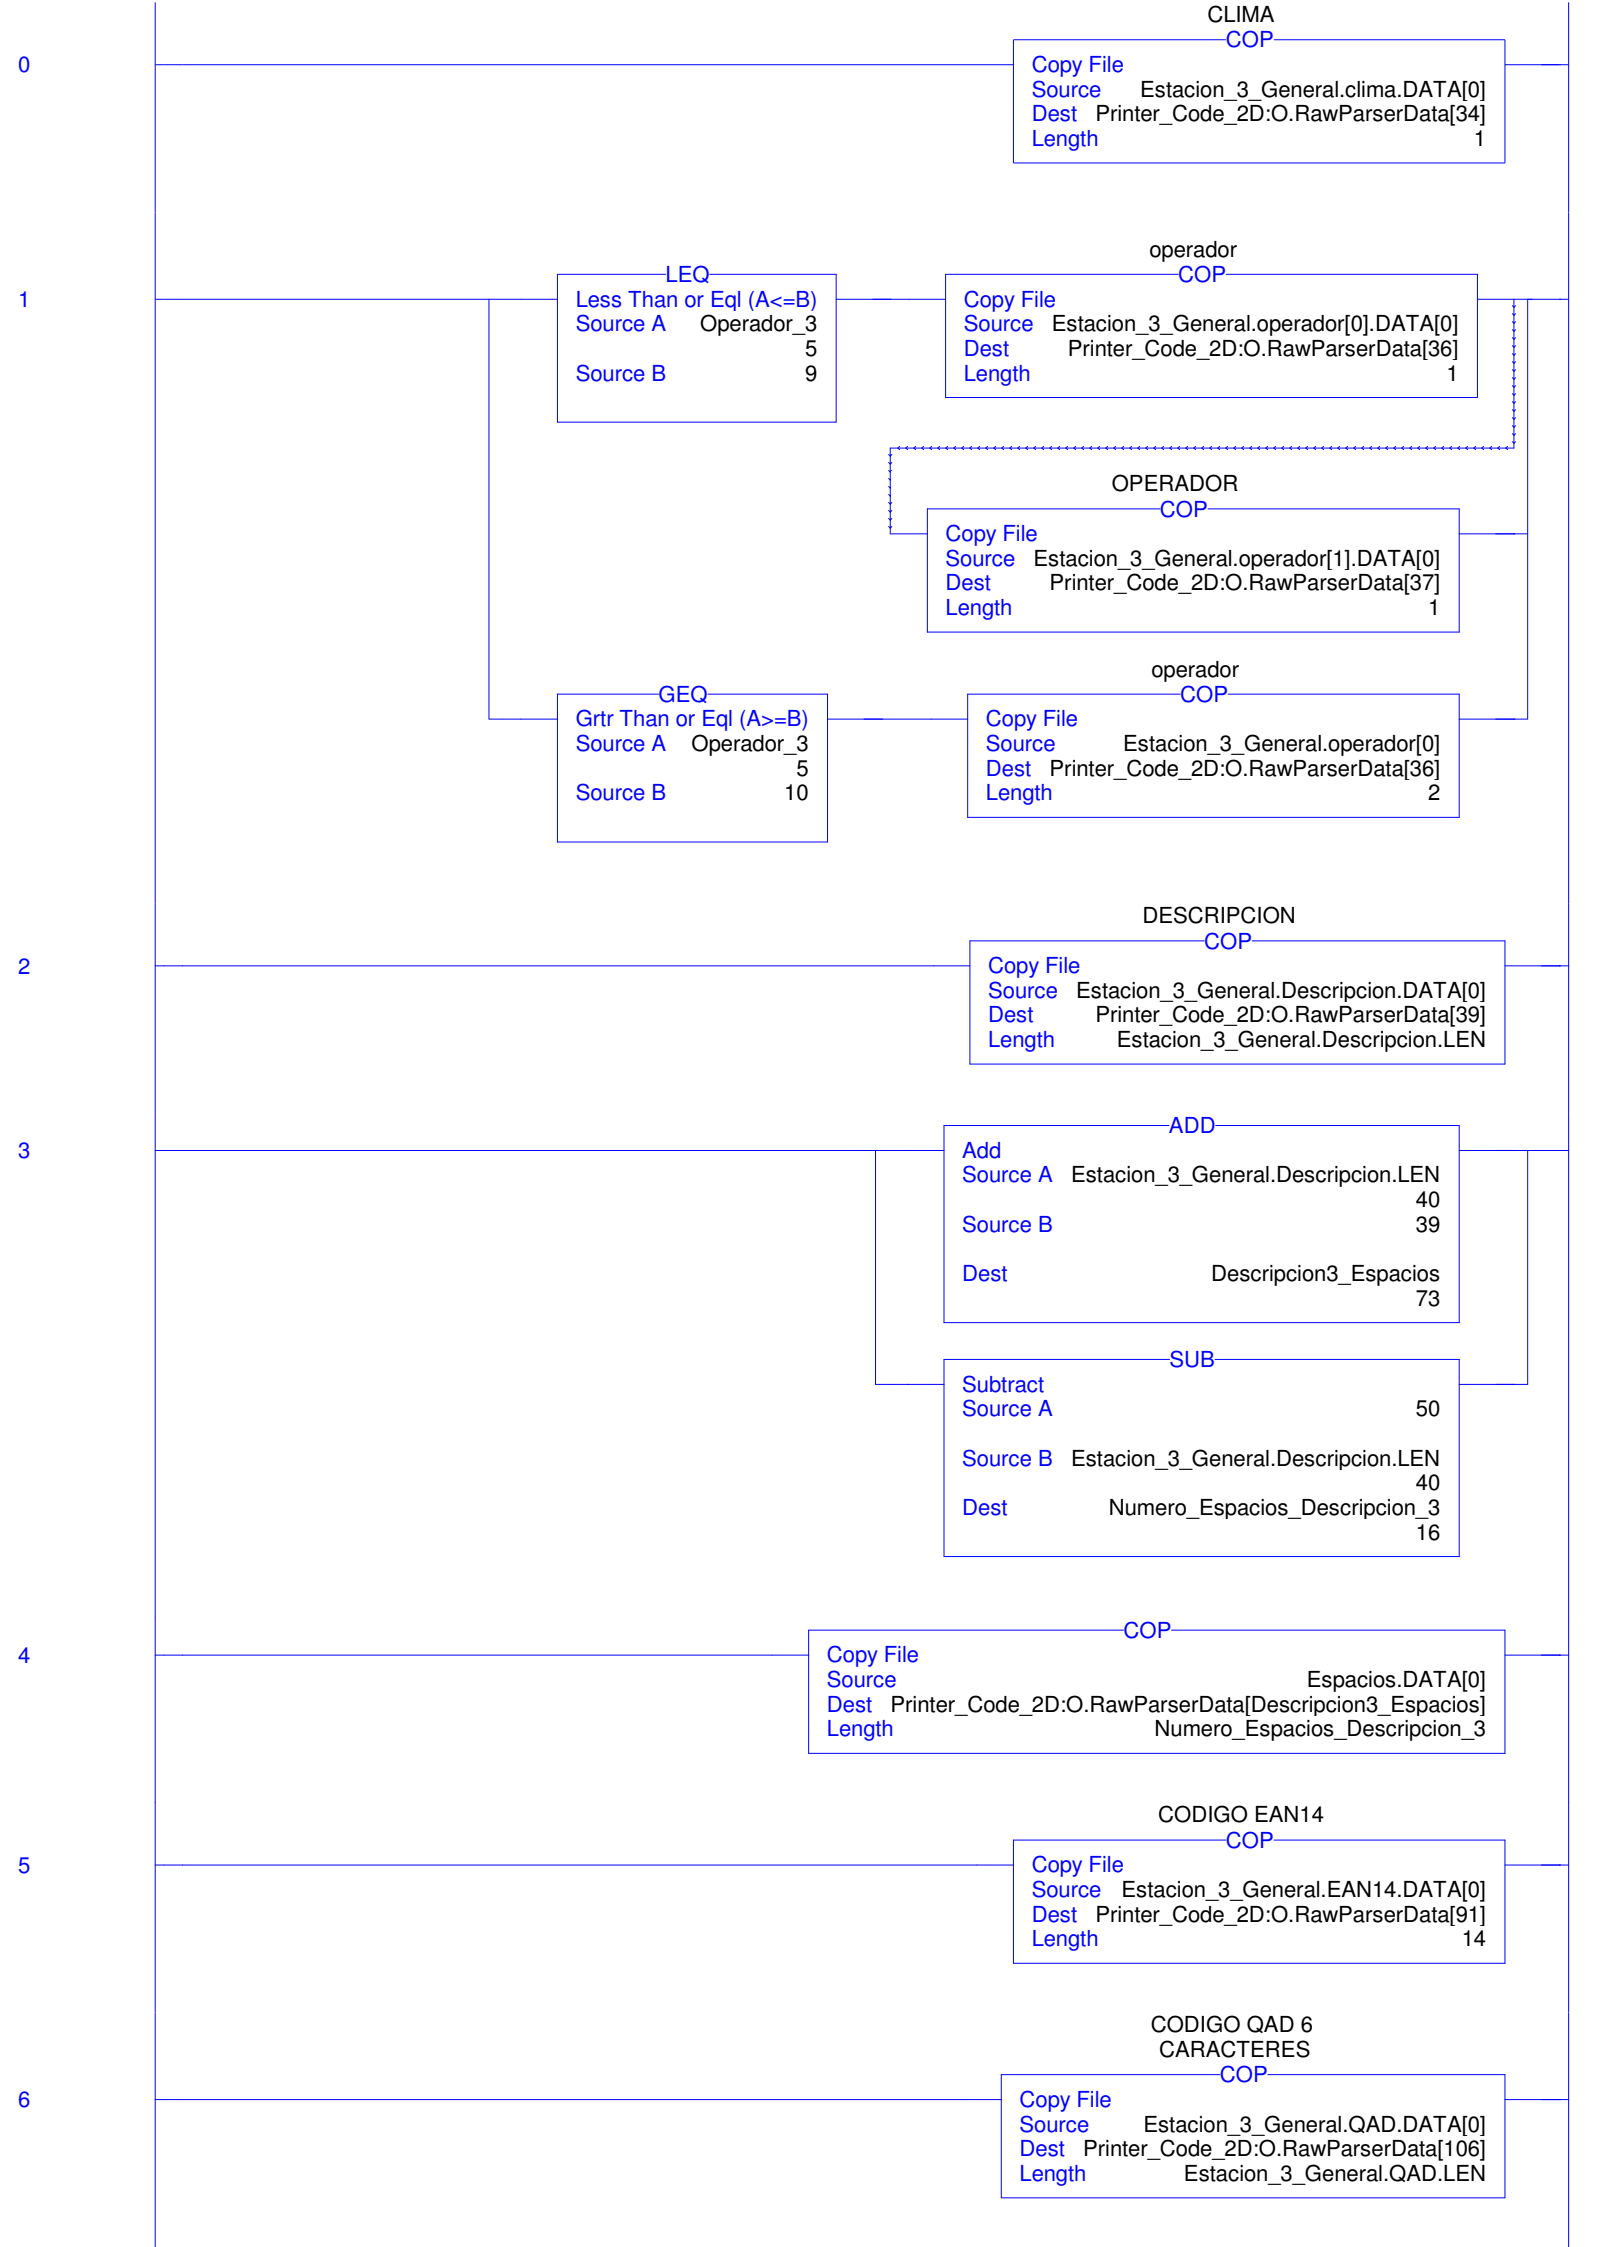 CLIMA
COP
0
Copy File
Source Estacion_3_General.clima.DATA[0]
Dest Printer_Code_2D:O.RawParserData[34]
Length 1
operador
LEQ
COP
1
Less Than or Eql (A<=B)
Source A Operador_3
5
Source B 9
Copy File
Source Estacion_3_General.operador[0].DATA[0]
Dest Printer_Code_2D:O.RawParserData[36]
Length 1
OPERADOR
COP
Copy File
Source Estacion_3_General.operador[1].DATA[0]
Dest Printer_Code_2D:O.RawParserData[37]
Length 1
operador
GEQ
COP
Grtr Than or Eql (A>=B)
Source A Operador_3
5
Source B 10
Copy File
Source Estacion_3_General.operador[0]
Dest Printer_Code_2D:O.RawParserData[36]
Length 2
DESCRIPCION
COP
2
Copy File
Source Estacion_3_General.Descripcion.DATA[0]
Dest Printer_Code_2D:O.RawParserData[39]
Length Estacion_3_General.Descripcion.LEN
ADD
3
Add
Source A Estacion_3_General.Descripcion.LEN
40
Source B 39
Dest Descripcion3_Espacios
73
SUB
Subtract
Source A 50
Source B Estacion_3_General.Descripcion.LEN
40
Dest Numero_Espacios_Descripcion_3
16
COP
4
Copy File
Source Espacios.DATA[0]
Dest Printer_Code_2D:O.RawParserData[Descripcion3_Espacios]
Length Numero_Espacios_Descripcion_3
CODIGO EAN14
COP
5
Copy File
Source Estacion_3_General.EAN14.DATA[0]
Dest Printer_Code_2D:O.RawParserData[91]
Length 14
CODIGO QAD 6
CARACTERES
COP
6
Copy File
Source Estacion_3_General.QAD.DATA[0]
Dest Printer_Code_2D:O.RawParserData[106]
Length Estacion_3_General.QAD.LEN